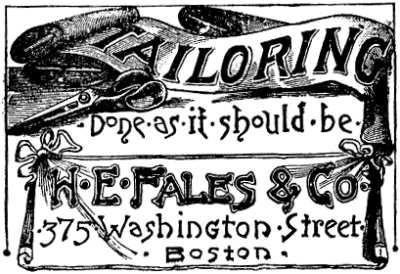 TAILORING
Done·as·it·should·be·
W·E·FALES & Co·
·375·Washington·Street·
·Boston·